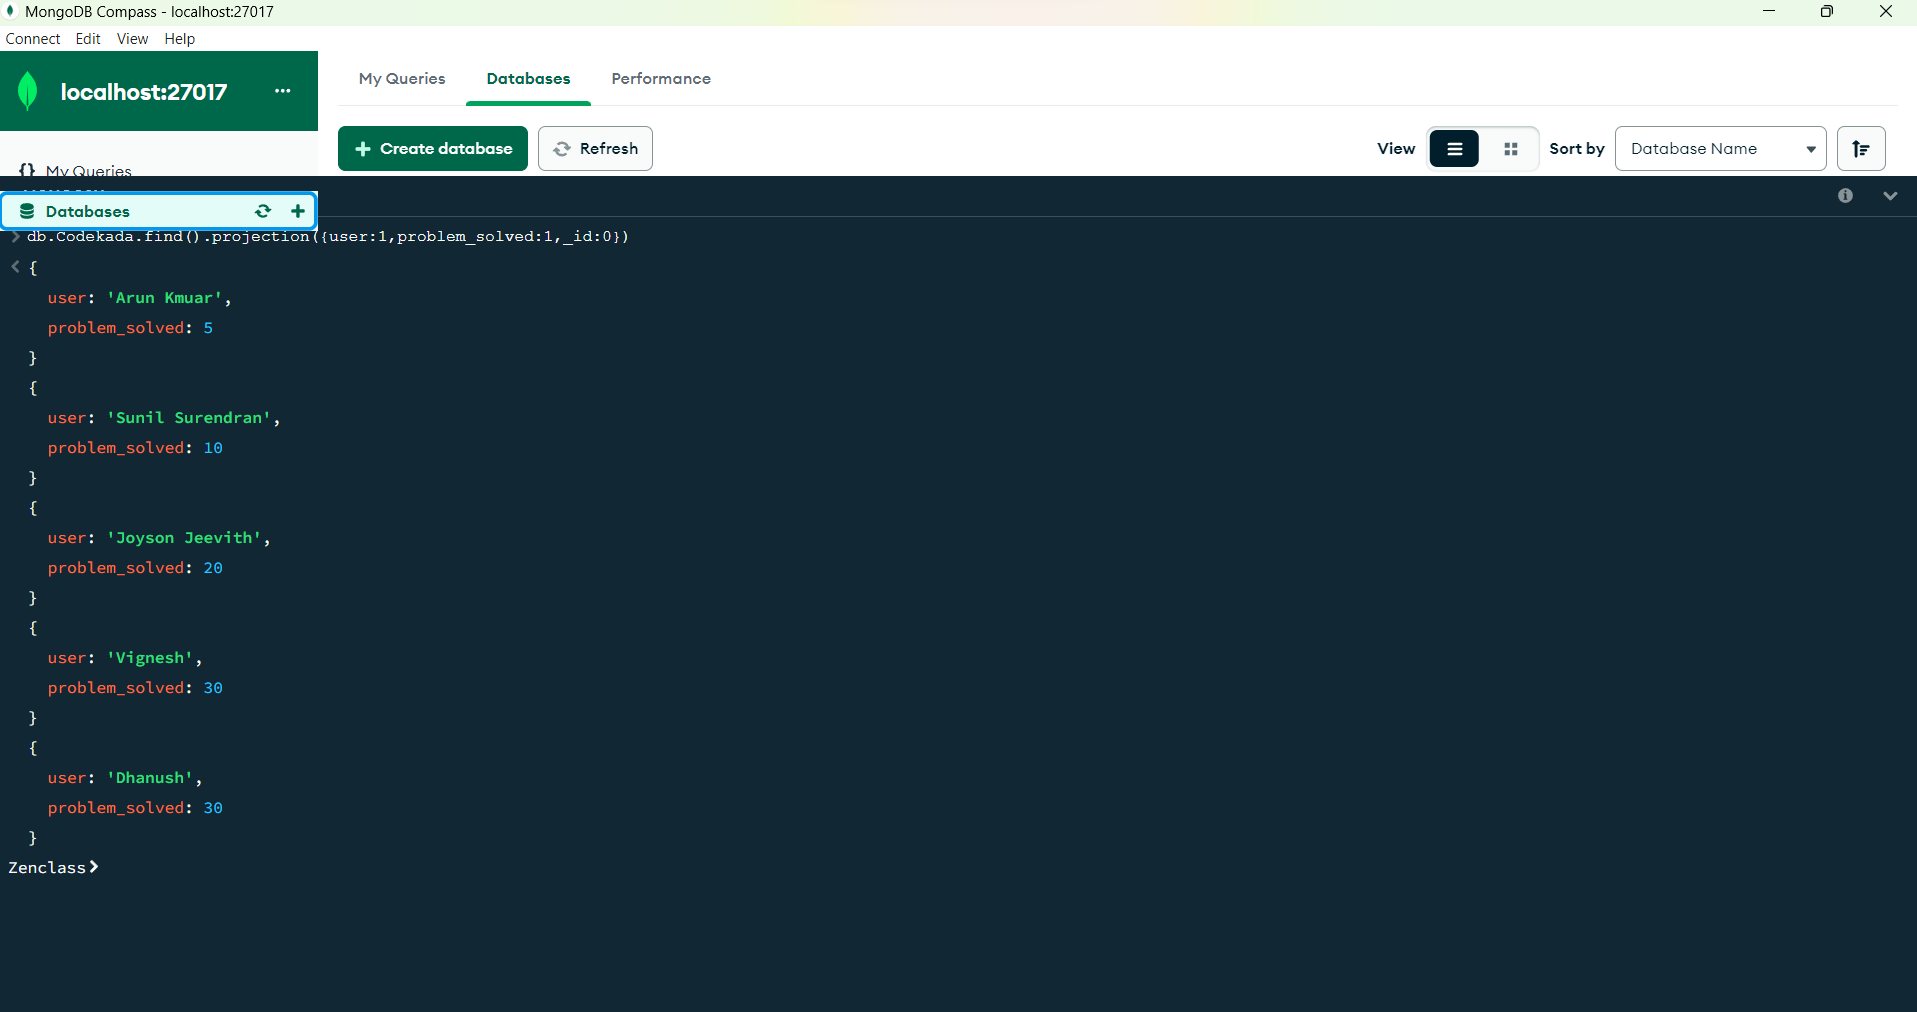 MongoDB Compass - localhost:27017
Connect Edit View Help
localhost:27017 ...
My Queries Databases Performance
+ Create database Refresh
View Sort by Database Name
{} My Queries
Databases
> db.Codekada.find().projection({user:1,problem_solved:1,_id:0})
< {
user: 'Arun Kmuar',
problem_solved: 5
}
{
user: 'Sunil Surendran',
problem_solved: 10
}
{
user: 'Joyson Jeevith',
problem_solved: 20
}
{
user: 'Vignesh',
problem_solved: 30
}
{
user: 'Dhanush',
problem_solved: 30
}
Zenclass>